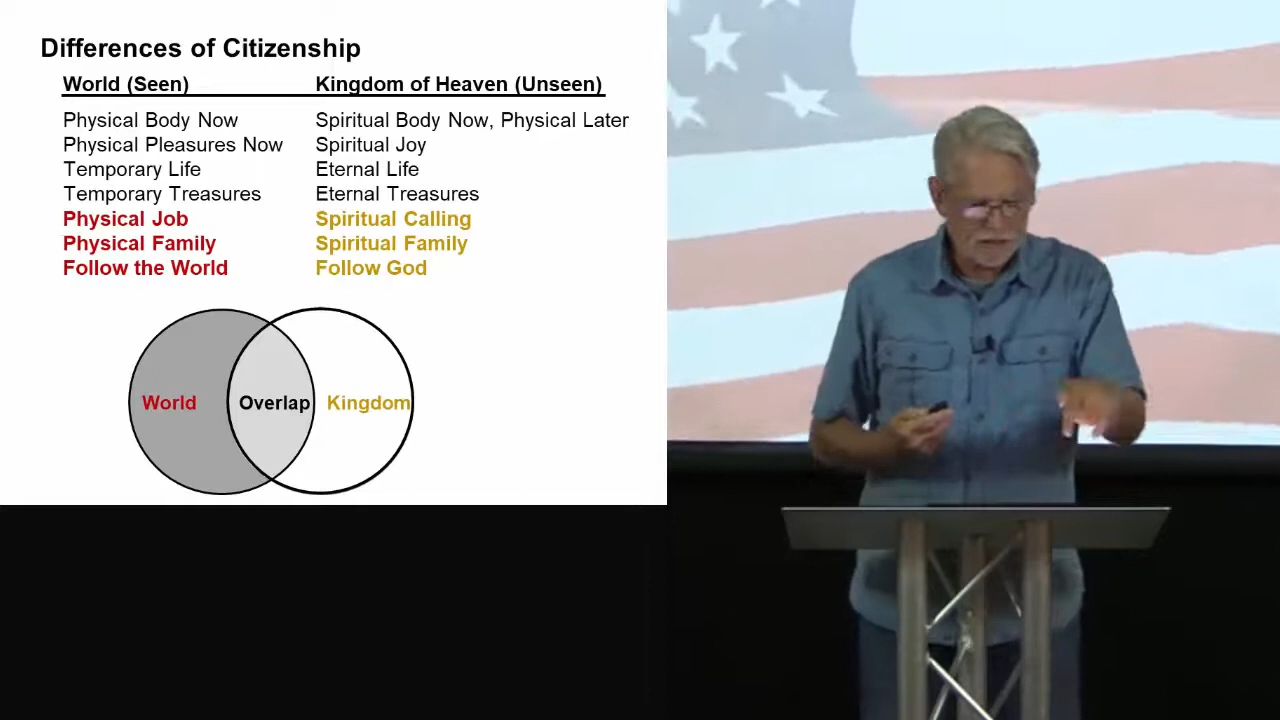 Differences of Citizenship
World (Seen) Kingdom of Heaven (Unseen)
Physical Body Now Spiritual Body Now, Physical Later
Physical Pleasures Now Spiritual Joy
Temporary Life Eternal Life
Temporary Treasures Eternal Treasures
Physical Job Spiritual Calling
Physical Family Spiritual Family
Follow the World Follow God
World Overlap Kingdom